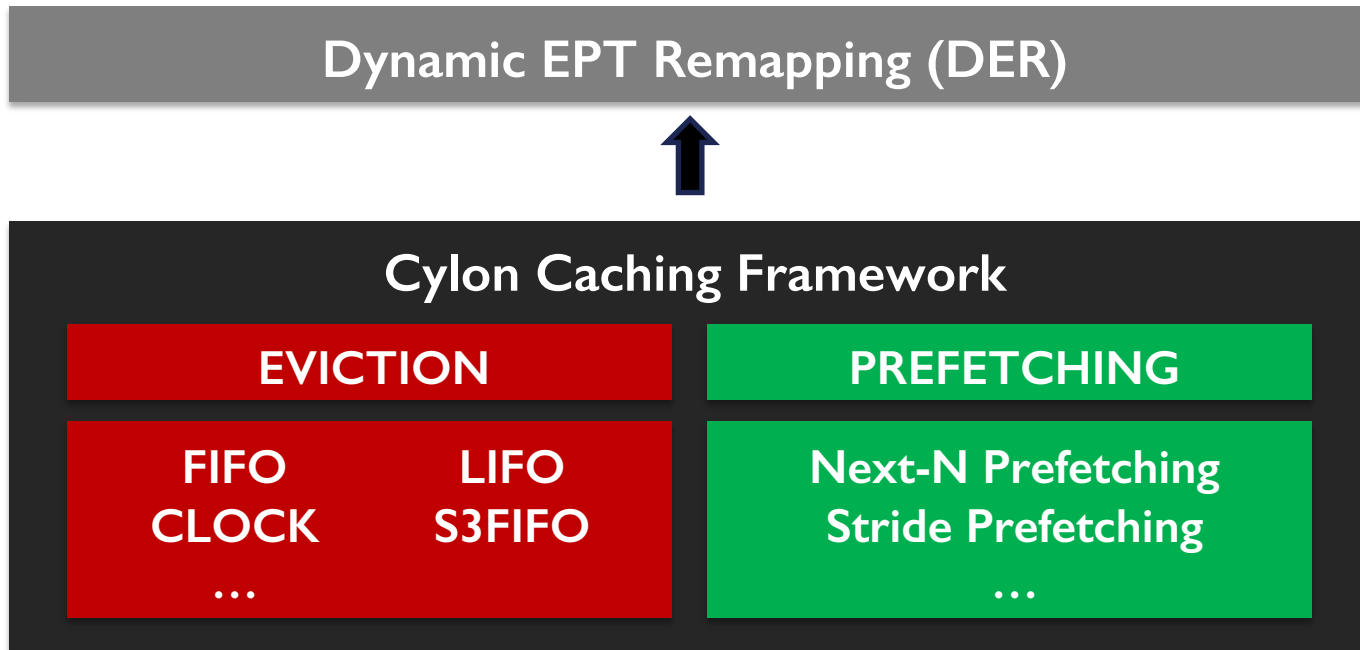 Dynamic EPT Remapping (DER)
Cylon Caching Framework
EVICTION
FIFO LIFO
CLOCK S3FIFO
...
PREFETCHING
Next-N Prefetching
Stride Prefetching
...